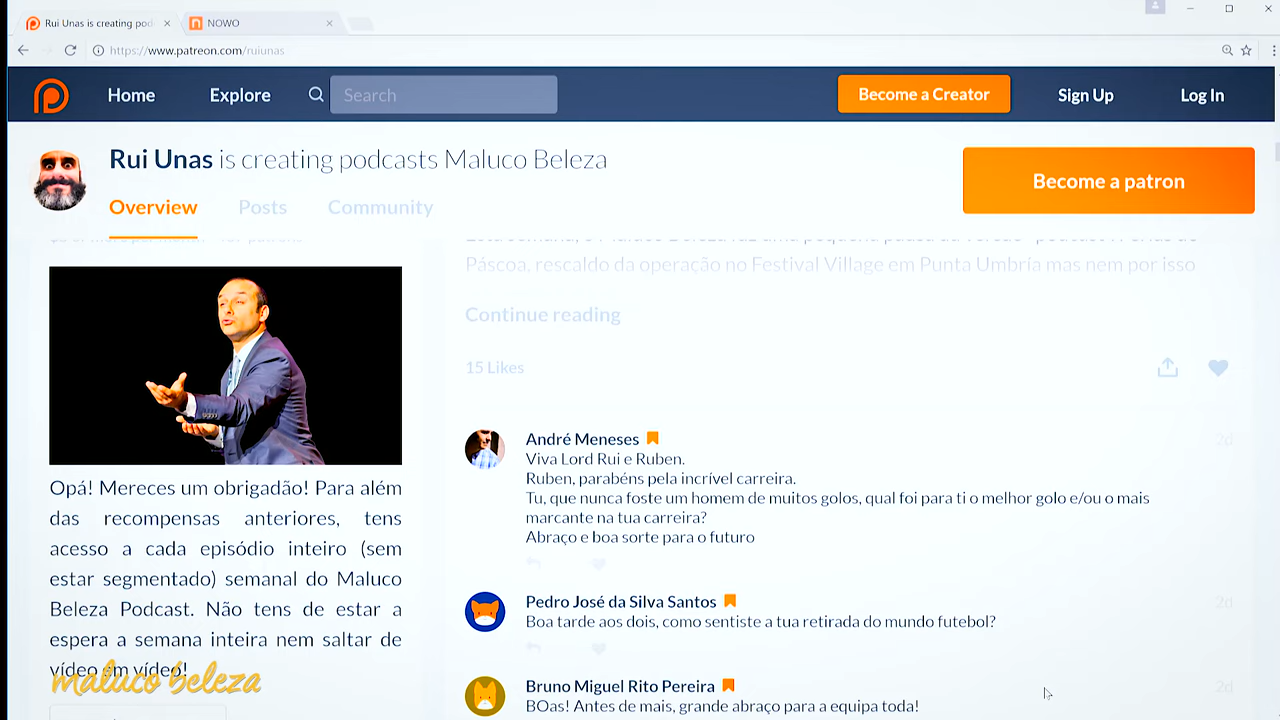 Rui Unas is creating pod
NOWO
https://www.patreon.com/ruiunas
Home
Explore
Search
Become a Creator
Sign Up
Log In
Rui Unas is creating podcasts Maluco Beleza
Become a patron
Overview
Posts
Community
Opá! Mereces um obrigadão! Para além
das recompensas anteriores, tens
acesso a cada episódio inteiro (sem
estar segmentado) semanal do Maluco
Beleza Podcast. Não tens de estar a
espera a semana inteira nem saltar de
vídeo em vídeo!
maluco beleza
Páscoa, rescaldo da operação no Festival Village em Punta Umbría mas nem por isso
Continue reading
15 Likes
André Meneses
2d
Viva Lord Rui e Ruben.
Ruben, parabéns pela incrível carreira.
Tu, que nunca foste um homem de muitos golos, qual foi para ti o melhor golo e/ou o mais
marcante na tua carreira?
Abraço e boa sorte para o futuro
Pedro José da Silva Santos
2d
Boa tarde aos dois, como sentiste a tua retirada do mundo futebol?
Bruno Miguel Rito Pereira
2d
BOas! Antes de mais, grande abraço para a equipa toda!